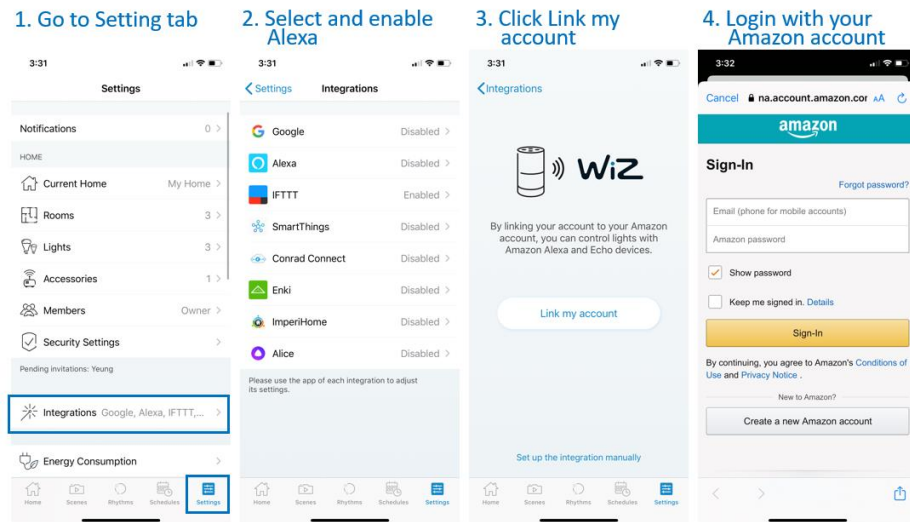 1. Go to Setting tab
3:31
Settings
Notifications 0
HOME
Current Home My Home
Rooms 3
Lights 3
Accessories 1
Members Owner
Security Settings
Pending invitations: Yeung
Integrations Google, Alexa, IFTTT,...
Energy Consumption
Home Scenes Rhythms Schedules Settings
2. Select and enable
Alexa
3:31
Settings Integrations
Google Disabled
Alexa Disabled
IFTTT Enabled
SmartThings Disabled
Conrad Connect Disabled
Enki Disabled
ImperiHome Disabled
Alice Disabled
Please use the app of each integration to adjust
its settings.
Home Scenes Rhythms Schedules Settings
3. Click Link my
account
3:31
Integrations
WiZ
By linking your account to your Amazon
account, you can control lights with
Amazon Alexa and Echo devices.
Link my account
Set up the integration manually
Home Scenes Rhythms Schedules Settings
4. Login with your
Amazon account
3:32
Cancel na.account.amazon.cor AA
amazon
Sign-In
Forgot password?
Email (phone for mobile accounts)
Amazon password
Show password
Keep me signed in. Details
Sign-In
By continuing, you agree to Amazon's Conditions of
Use and Privacy Notice .
New to Amazon?
Create a new Amazon account